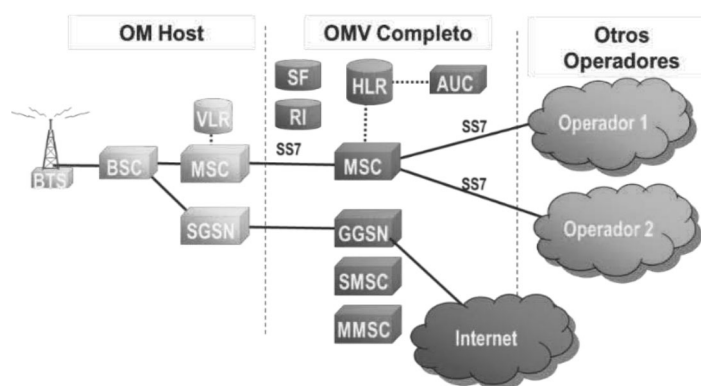 OM Host
OMV Completo
Otros
Operadores
SF
HLR
AUC
RI
VLR
SS7
Operador 1
BTS
BSC
MSC
SS7
MSC
SS7
Operador 2
SGSN
GGSN
SMSC
MMSC
Internet